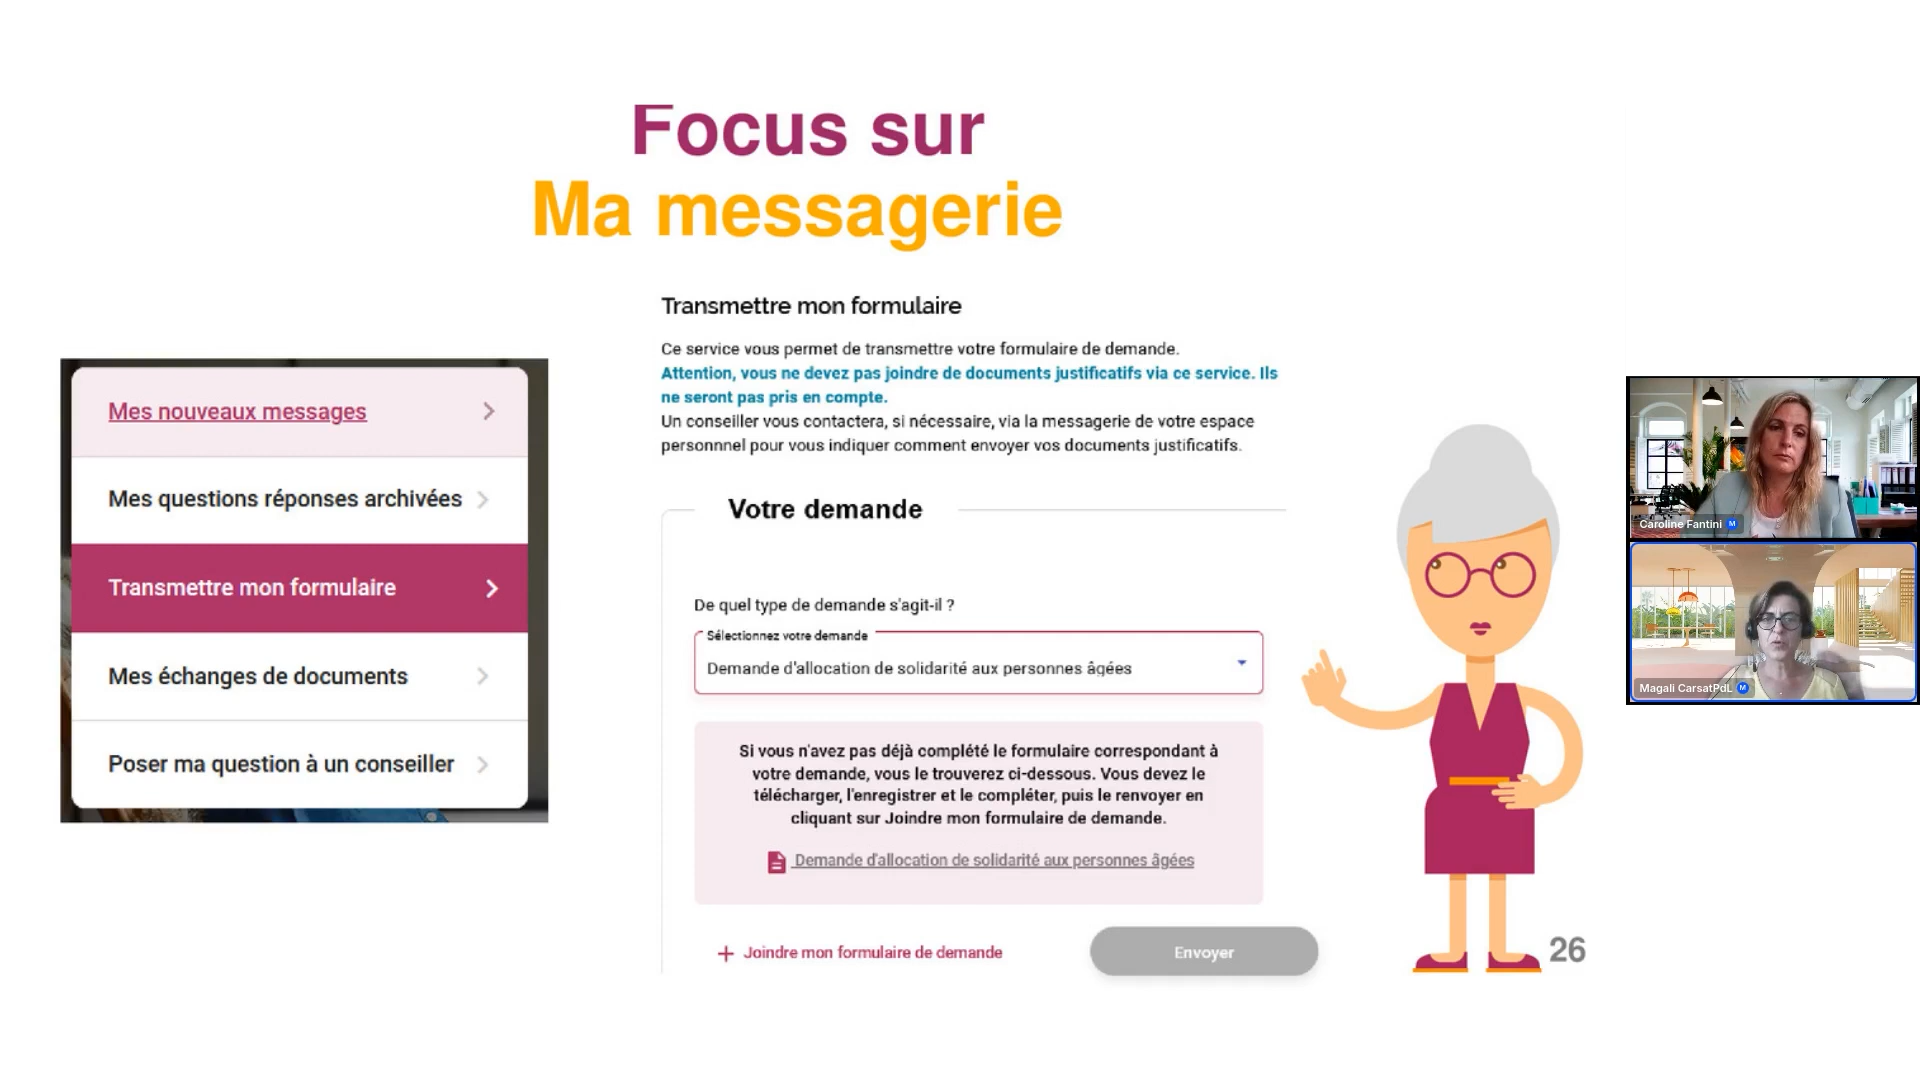 Focus sur
Ma messagerie
Mes nouveaux messages
Mes questions réponses archivées
Transmettre mon formulaire
Mes échanges de documents
Poser ma question à un conseiller
Transmettre mon formulaire
Ce service vous permet de transmettre votre formulaire de demande.
Attention, vous ne devez pas joindre de documents justificatifs via ce service. Ils
ne seront pas pris en compte.
Un conseiller vous contactera, si nécessaire, via la messagerie de votre espace
personnnel pour vous indiquer comment envoyer vos documents justificatifs.
Votre demande
De quel type de demande s'agit-il ?
Sélectionnez votre demande
Demande d'allocation de solidarité aux personnes âgées
Si vous n'avez pas déjà complété le formulaire correspondant à
votre demande, vous le trouverez ci-dessous. Vous devez le
télécharger, l'enregistrer et le compléter, puis le renvoyer en
cliquant sur Joindre mon formulaire de demande.
Demande d'allocation de solidarité aux personnes âgées
+ Joindre mon formulaire de demande
Envoyer
26
Caroline Fantini M
Magali CarsatPdL M